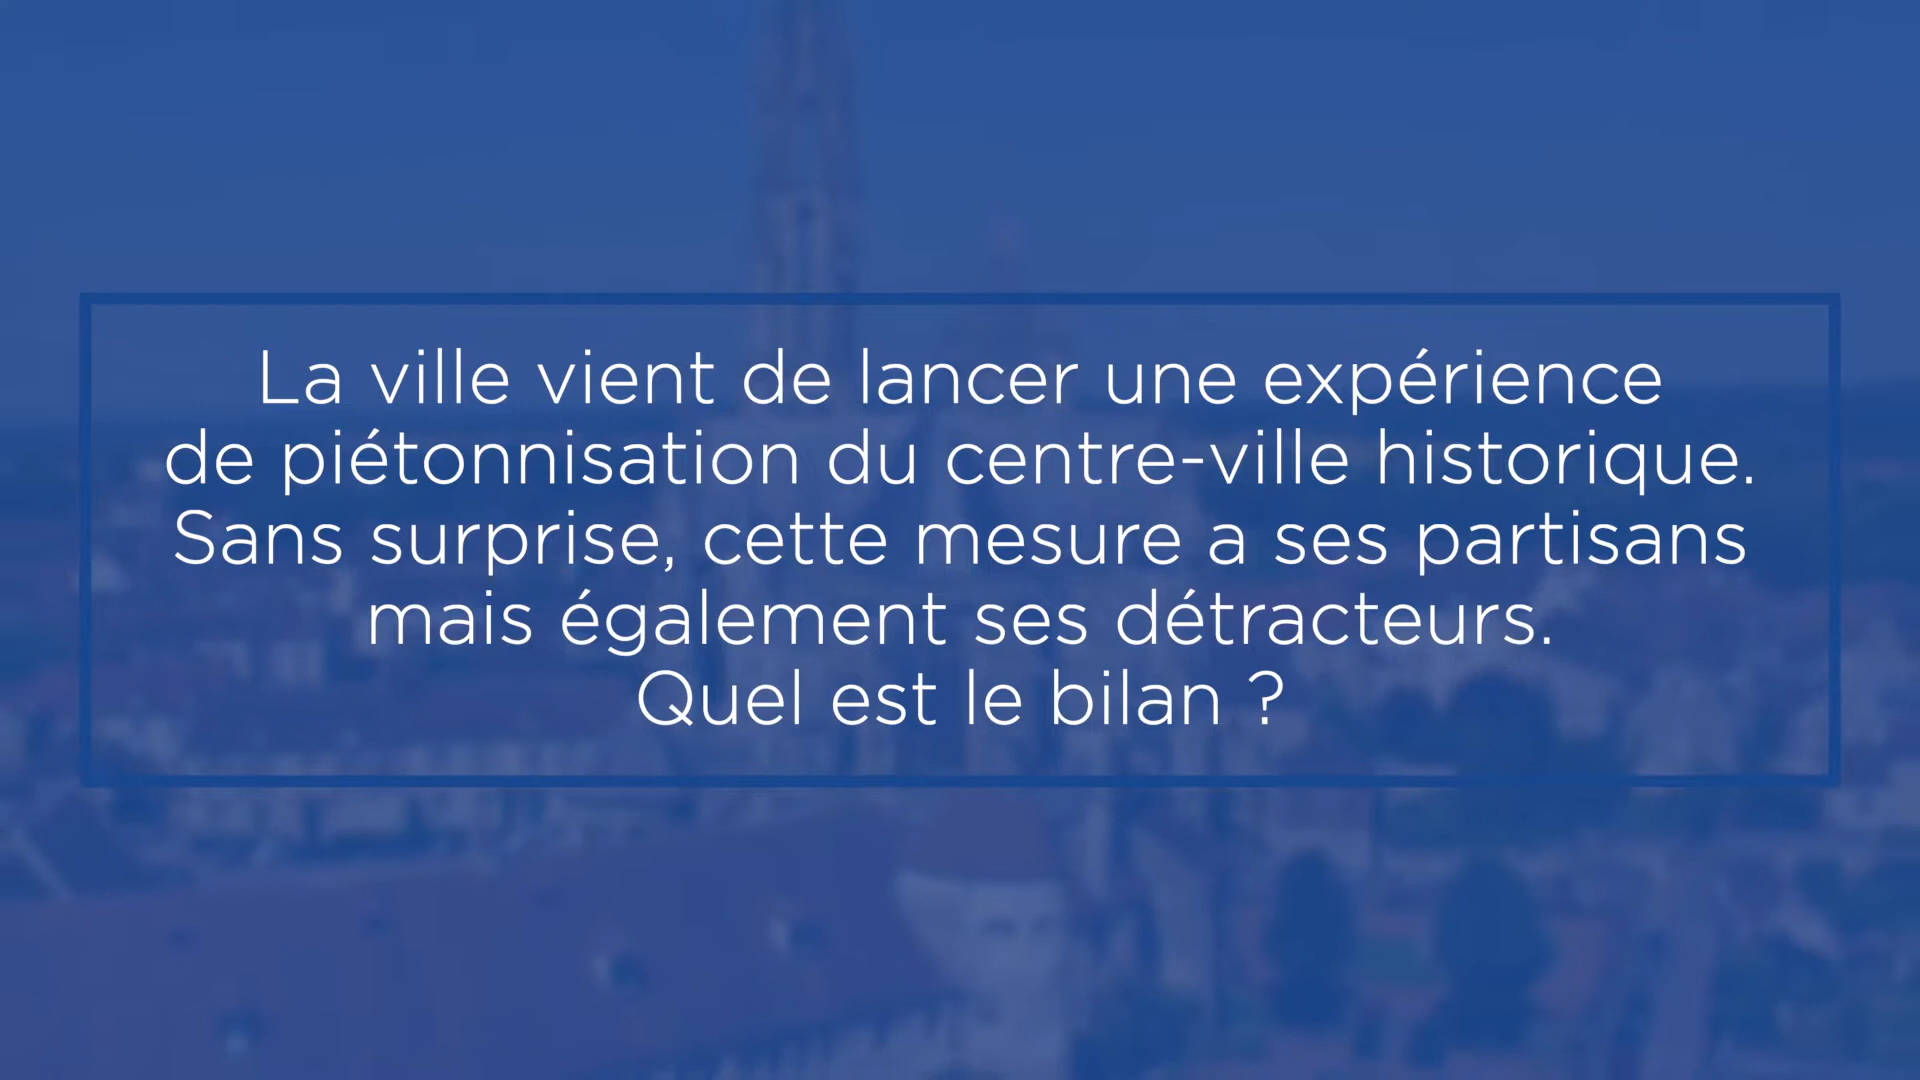 La ville vient de lancer une expérience
de piétonnisation du centre-ville historique.
Sans surprise, cette mesure a ses partisans
mais également ses détracteurs.
Quel est le bilan ?